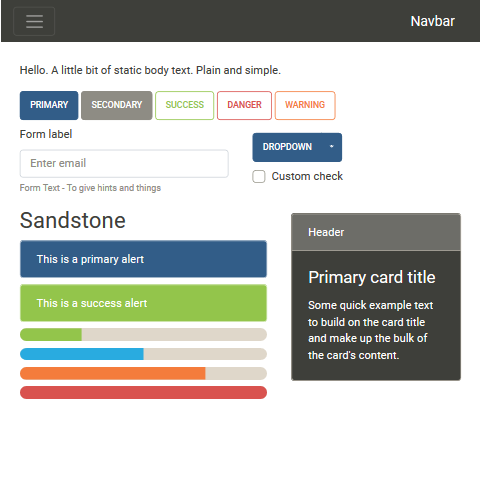 Navbar
Hello. A little bit of static body text. Plain and simple.
PRIMARY SECONDARY SUCCESS DANGER WARNING
Form label
DROPDOWN
Enter email
Custom check
Form Text - To give hints and things
Sandstone
This is a primary alert
This is a success alert
Header
Primary card title
Some quick example text
to build on the card title
and make up the bulk of
the card's content.